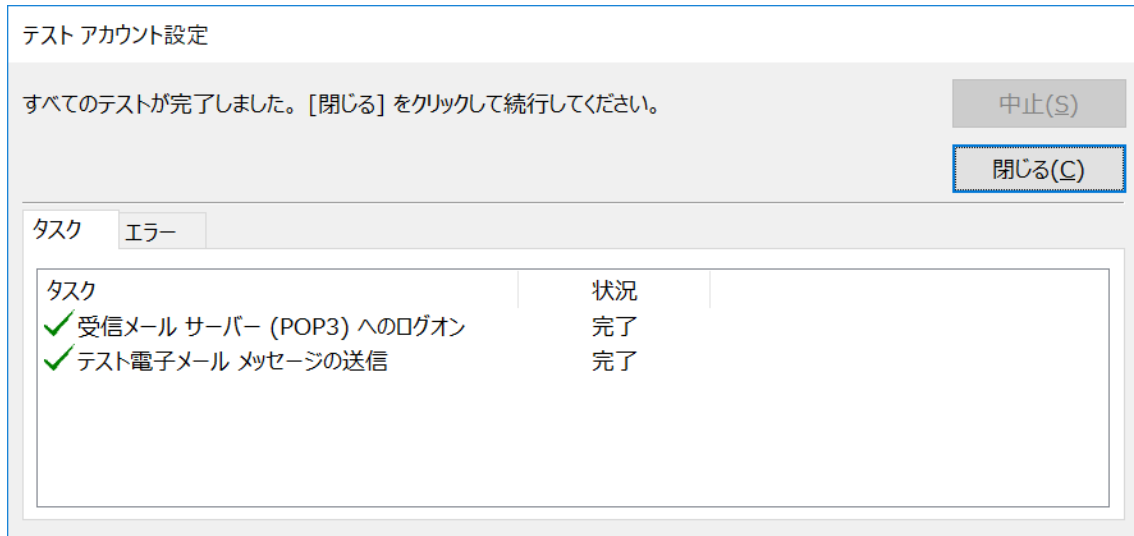 テスト アカウント設定
すべてのテストが完了しました。[閉じる] をクリックして続行してください。
中止(S)
閉じる(C)
タスク エラー
タスク 状況
受信メール サーバー (POP3) へのログオン 完了
テスト電子メール メッセージの送信 完了